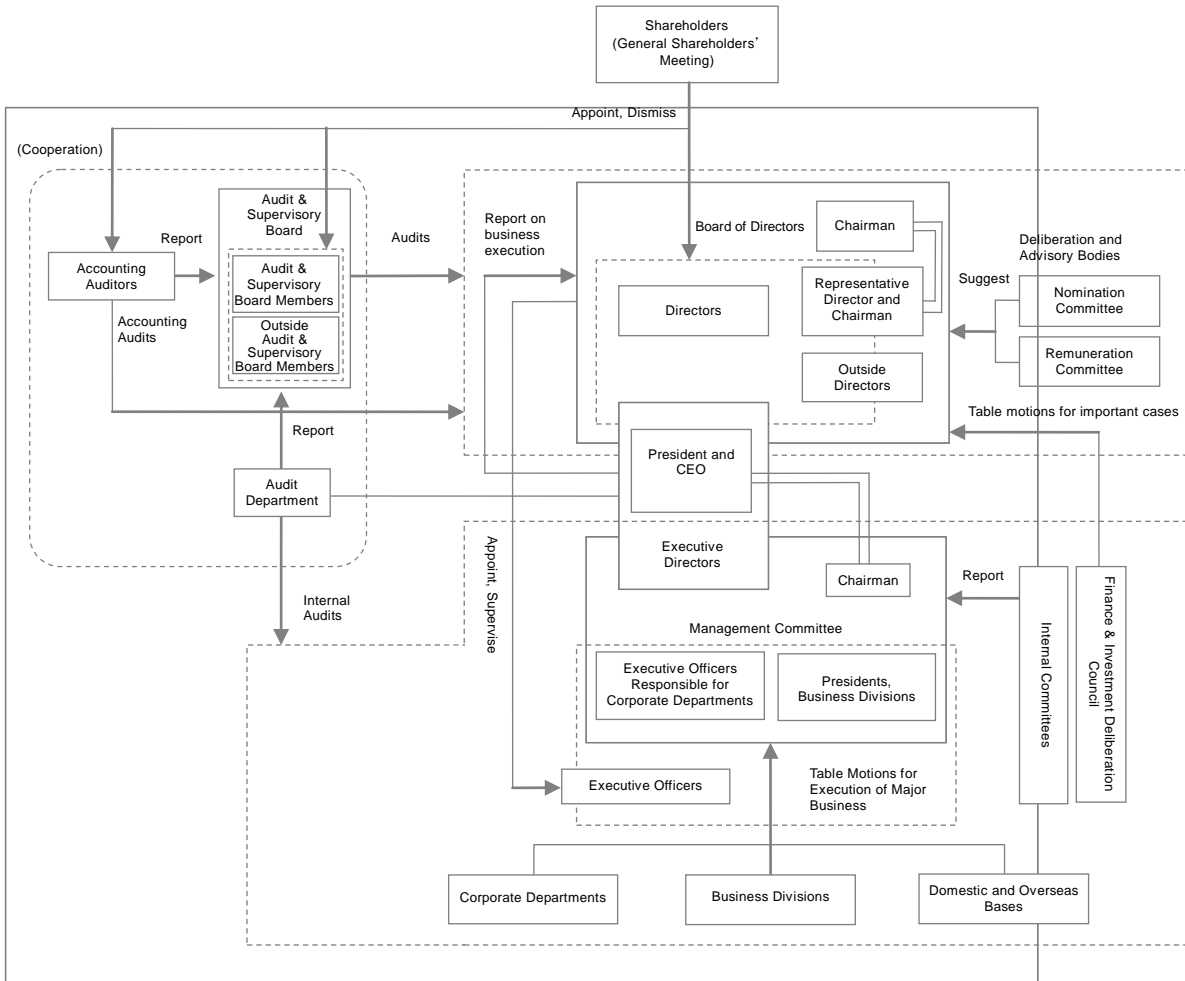 Shareholders
(General Shareholders’
Meeting)
Appoint, Dismiss
(Cooperation)
Audit &
Supervisory
Board
Report
Audits
Accounting
Auditors
Audit &
Supervisory
Board Members
Outside
Audit &
Supervisory
Board Members
Accounting
Audits
Report
Audit
Department
Internal
Audits
Report on
business
execution
Board of Directors
Chairman
Directors
Representative
Director and
Chairman
Outside
Directors
Deliberation and
Advisory Bodies
Suggest
Nomination
Committee
Remuneration
Committee
Table motions for important cases
President and
CEO
Executive
Directors
Chairman
Appoint, Supervise
Report
Internal Committees
Finance & Investment Deliberation
Council
Management Committee
Executive Officers
Responsible for
Corporate Departments
Presidents,
Business Divisions
Executive Officers
Table Motions for
Execution of Major
Business
Corporate Departments
Business Divisions
Domestic and Overseas
Bases